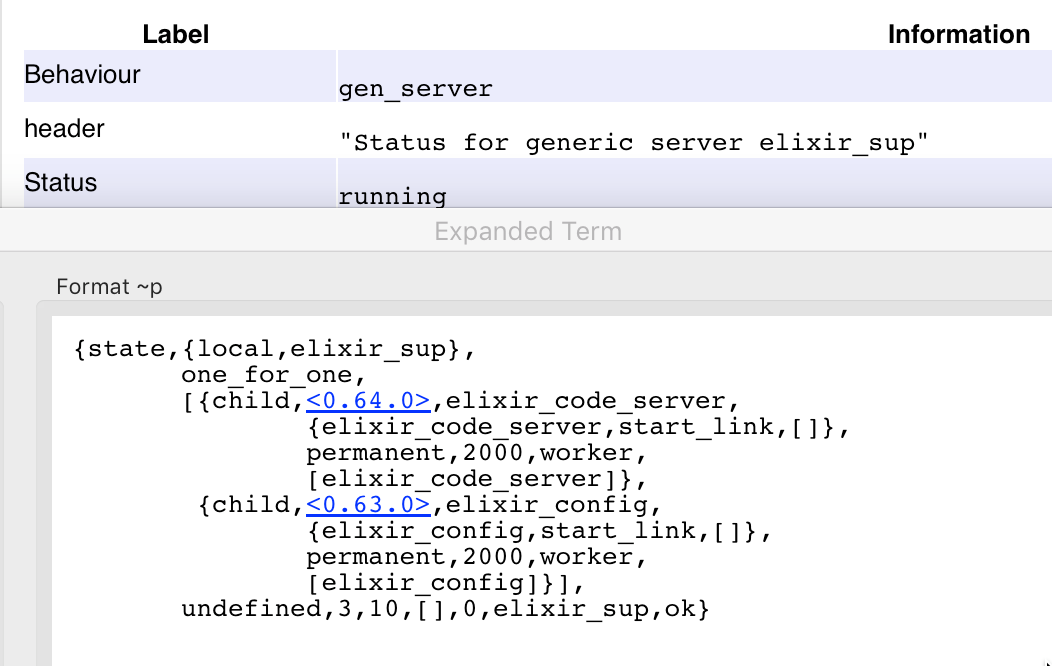 Label Information
Behaviour gen_server
header "Status for generic server elixir_sup"
Status running
Expanded Term
Format ~p
{state,{local,elixir_sup},
one_for_one,
[{child,<0.64.0>,elixir_code_server,
{elixir_code_server,start_link,[]},
permanent,2000,worker,
[elixir_code_server]},
{child,<0.63.0>,elixir_config,
{elixir_config,start_link,[]},
permanent,2000,worker,
[elixir_config]}],
undefined,3,10,[],0,elixir_sup,ok}